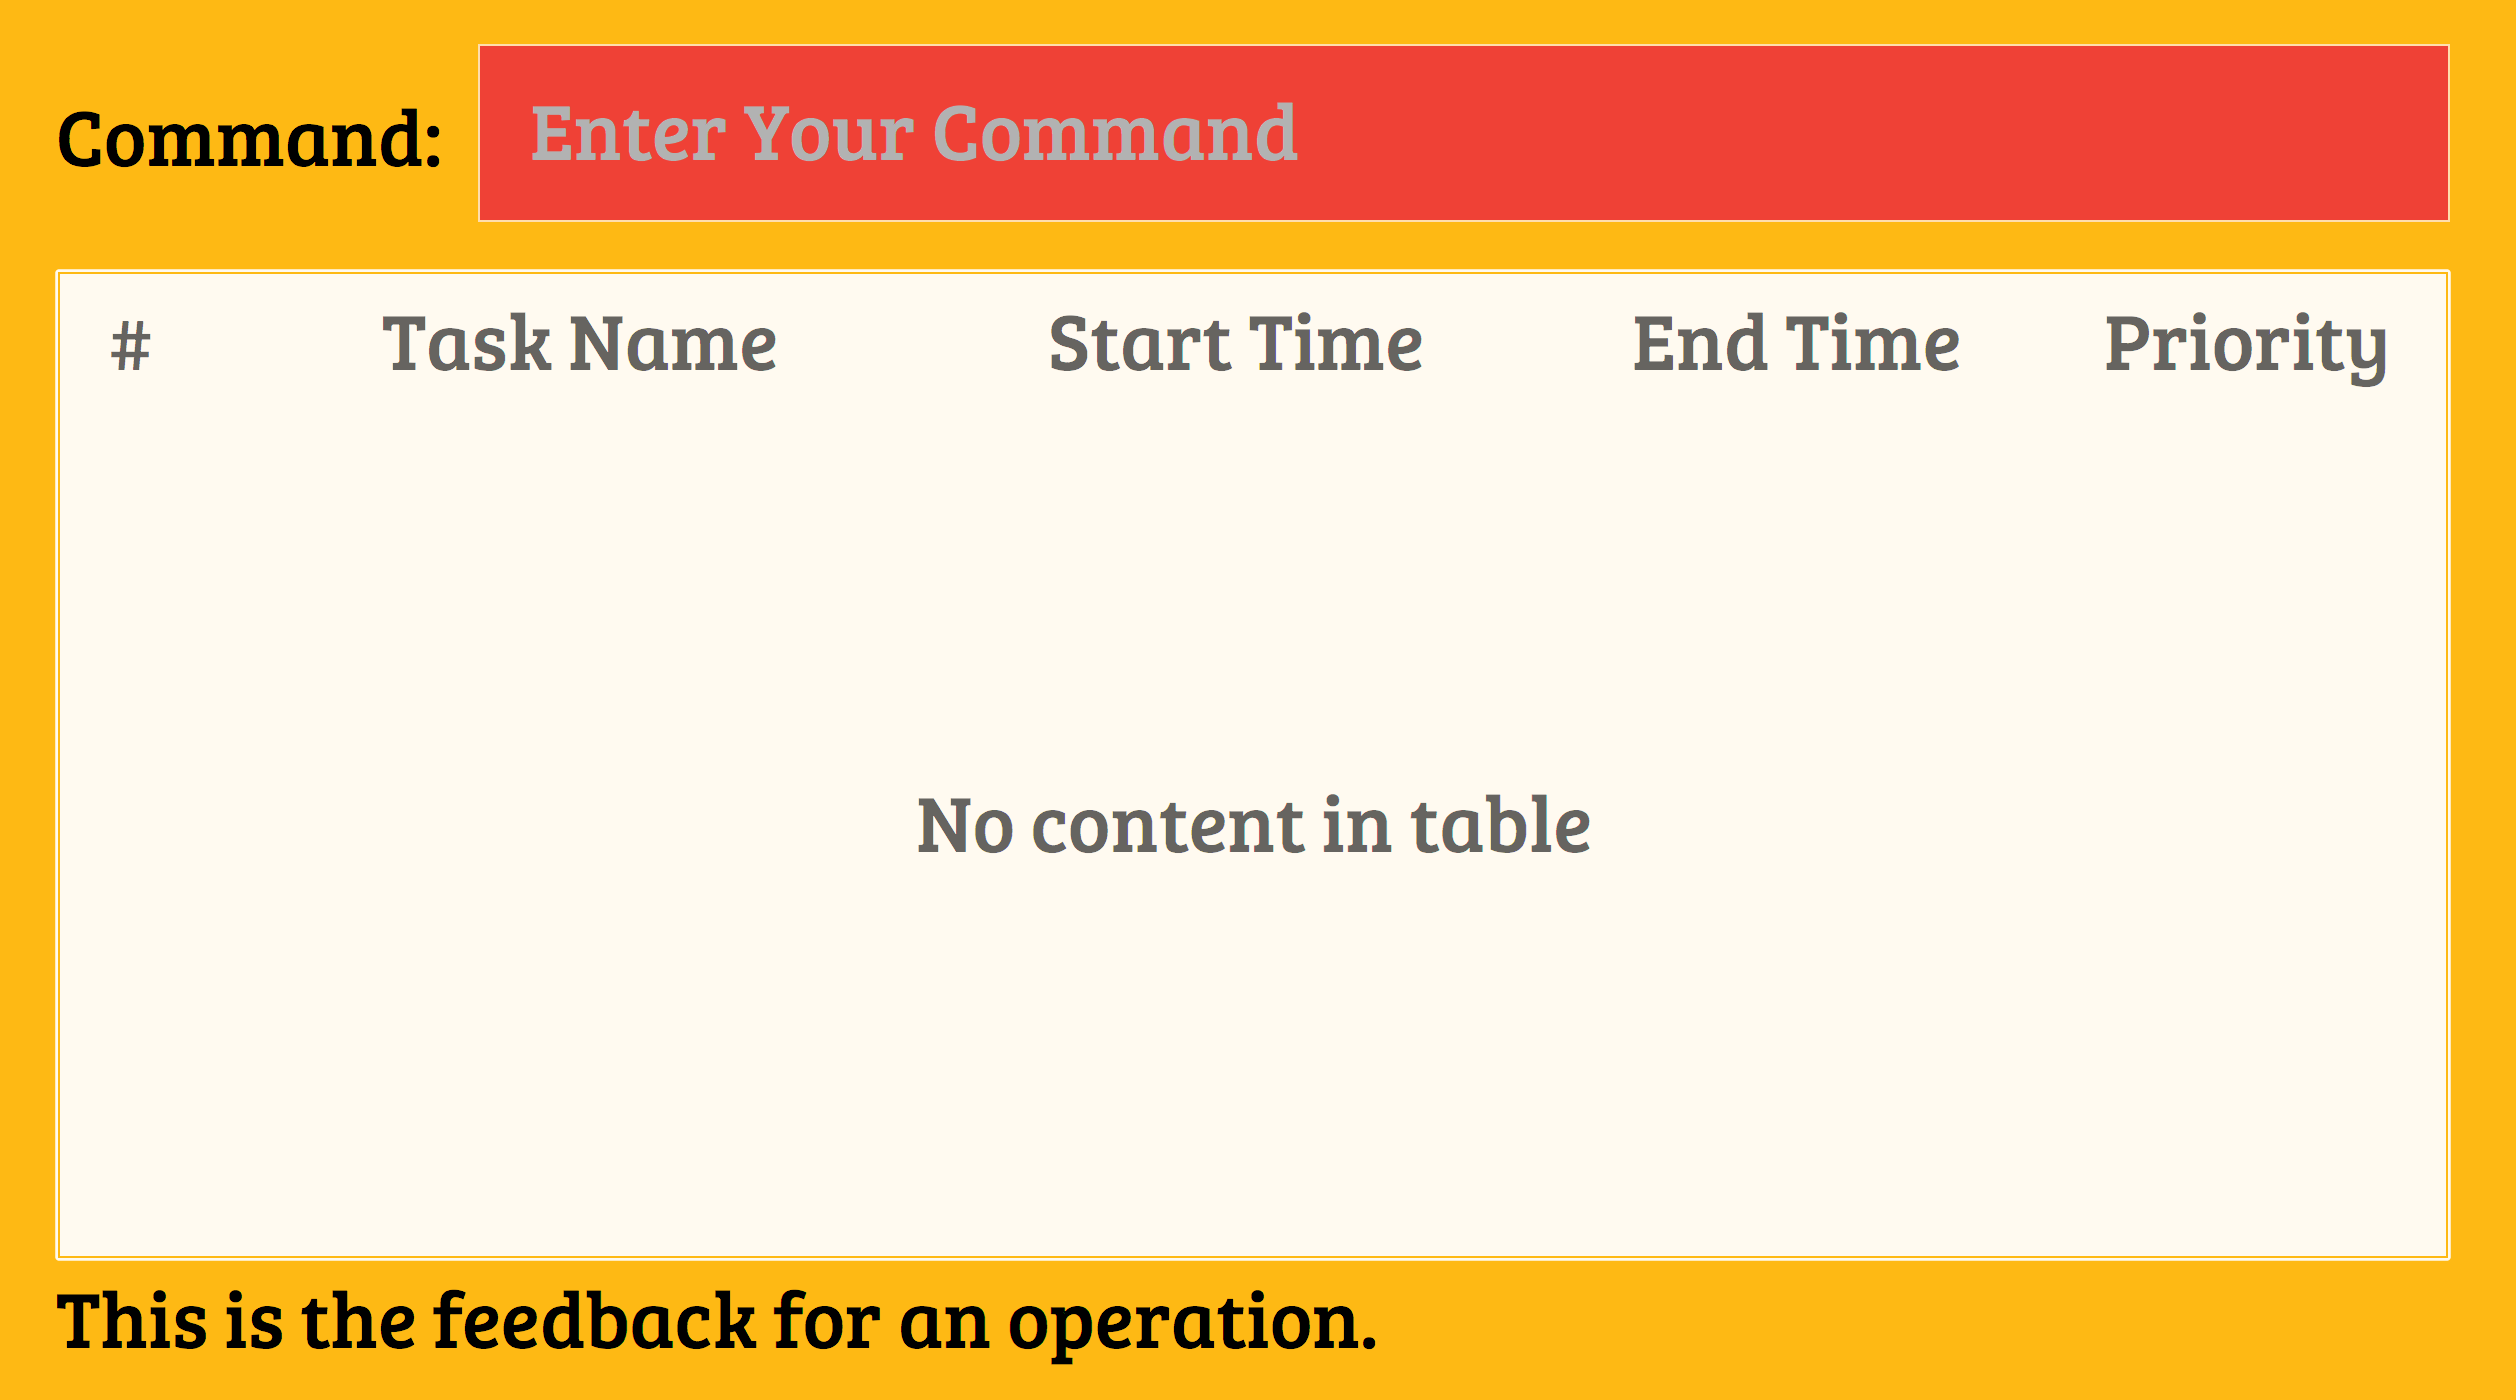 Command: Enter Your Command
# Task Name Start Time End Time Priority
No content in table
This is the feedback for an operation.